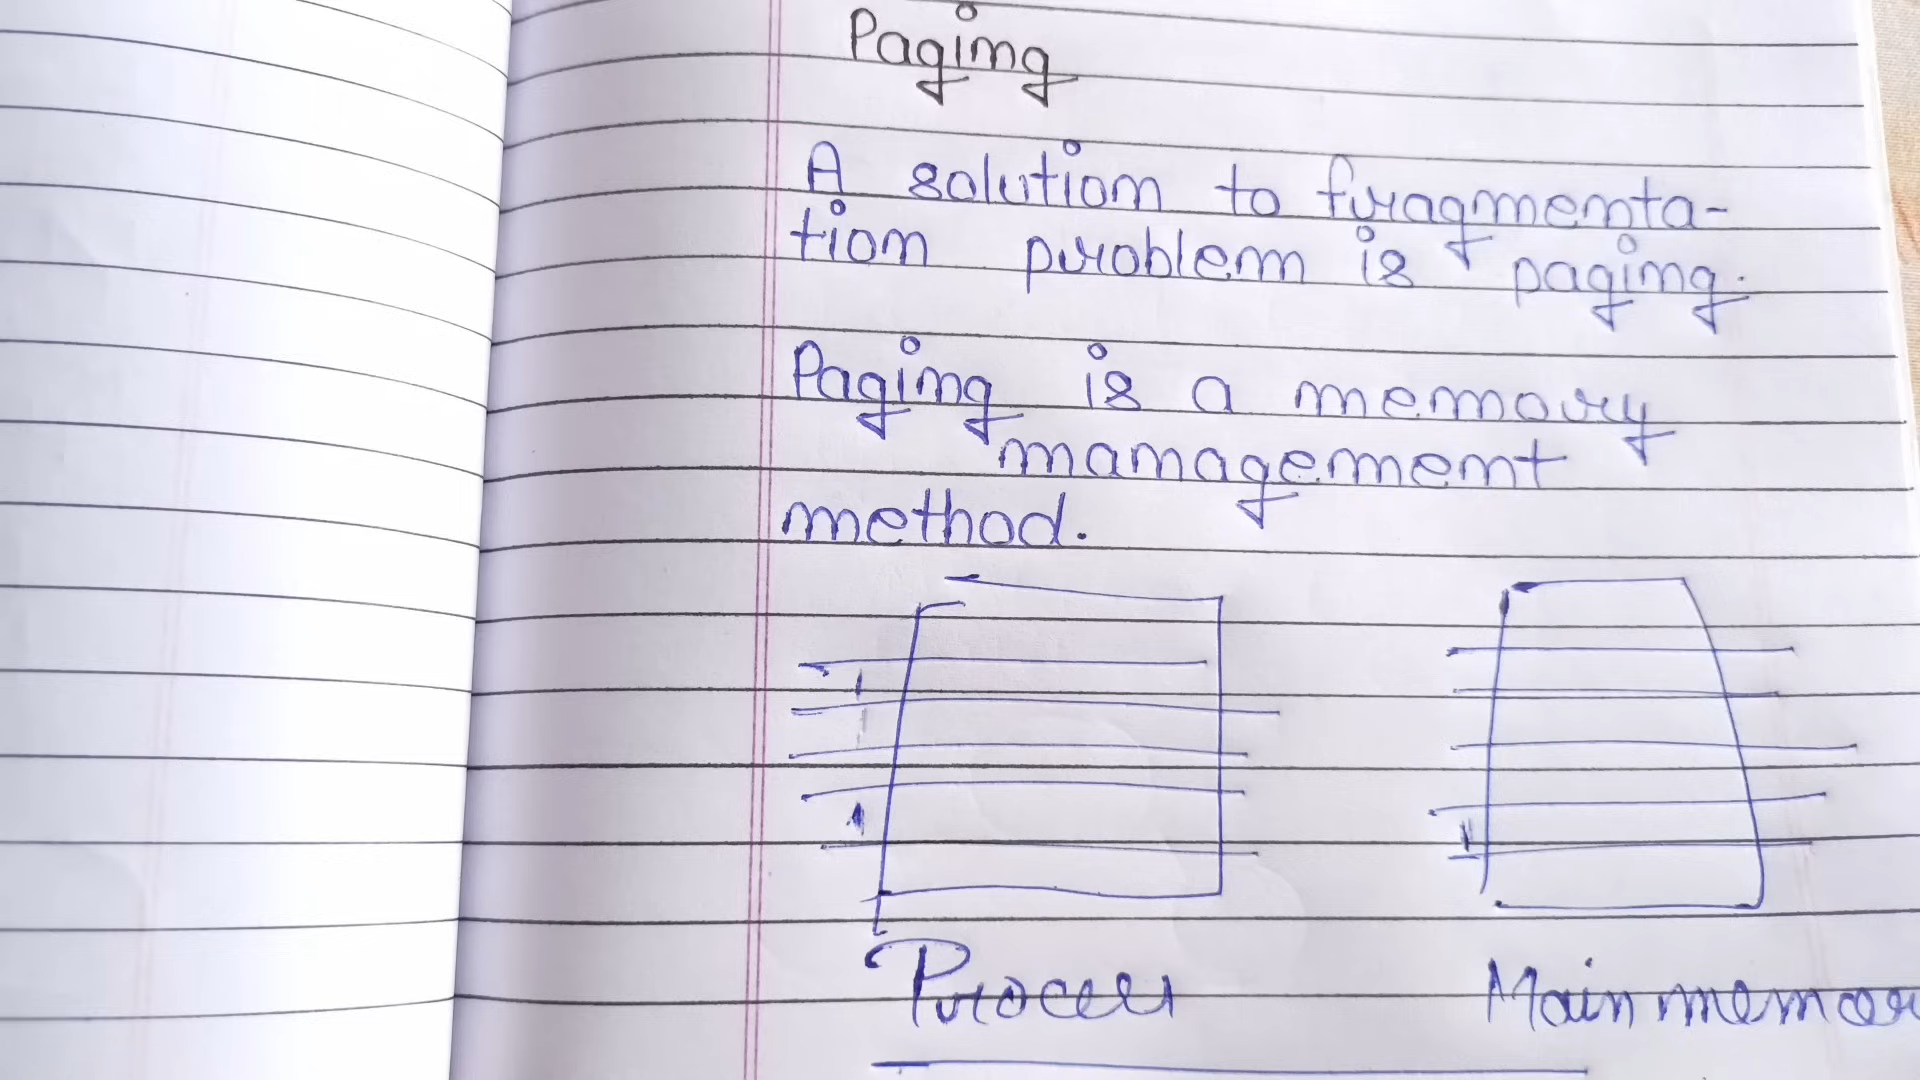 Paging
A solution to fragmenta-
tion problem is paging.
Paging is a memory
management
method.
Process
Main memor